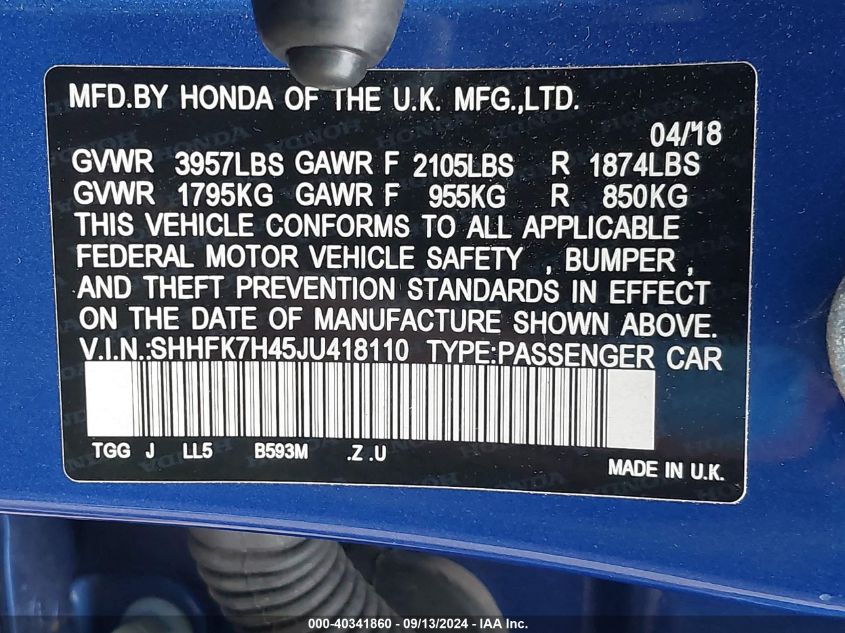 MFD.BY HONDA OF THE U.K. MFG.,LTD.
04/18
GVWR 3957LBS GAWR F 2105LBS R 1874LBS
GVWR 1795KG GAWR F 955KG R 850KG
THIS VEHICLE CONFORMS TO ALL APPLICABLE
FEDERAL MOTOR VEHICLE SAFETY , BUMPER ,
AND THEFT PREVENTION STANDARDS IN EFFECT
ON THE DATE OF MANUFACTURE SHOWN ABOVE.
V.I.N.:SHHFK7H45JU418110 TYPE:PASSENGER CAR
TGG J LL5 B593M .Z .U
MADE IN U.K.
000-40341860 - 09/13/2024 - www.iaai.com